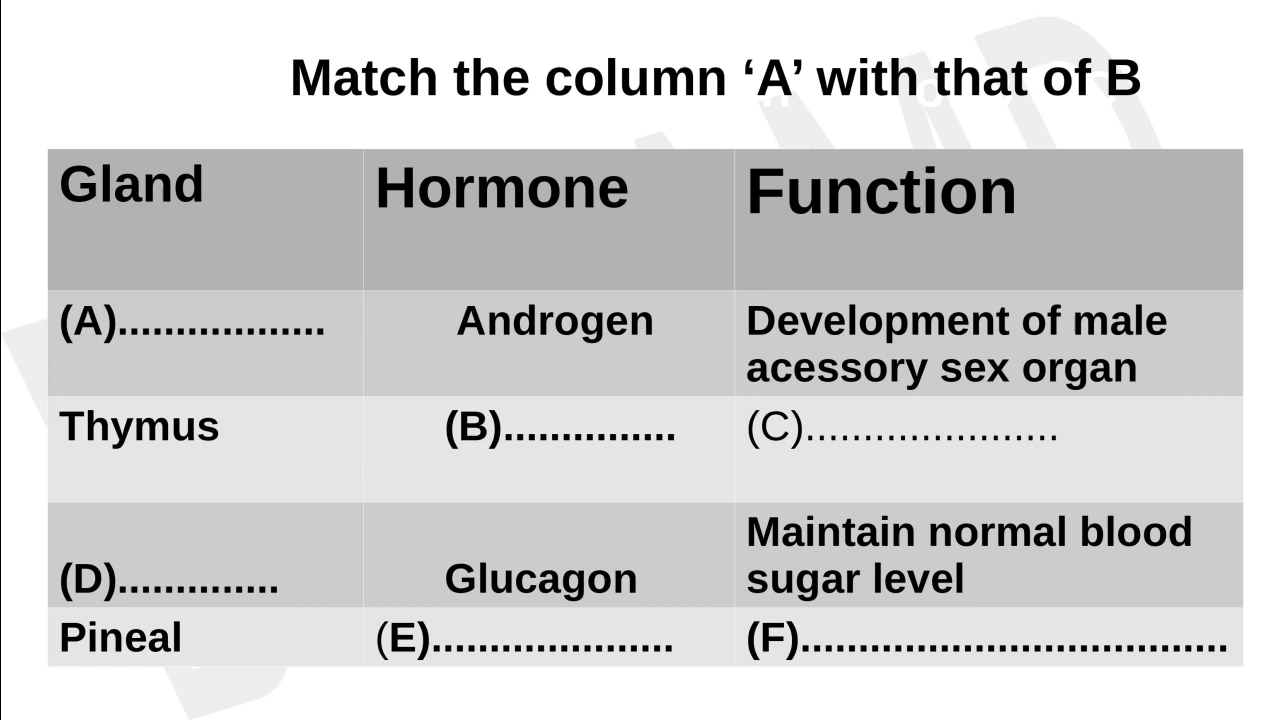 Match the column ‘A’ with that of B
Gland
Hormone
Function
(A)..................
Androgen
Development of male
acessory sex organ
Thymus
(B)...............
(C)......................
(D)..............
Glucagon
Maintain normal blood
sugar level
Pineal
(E).....................
(F).....................................